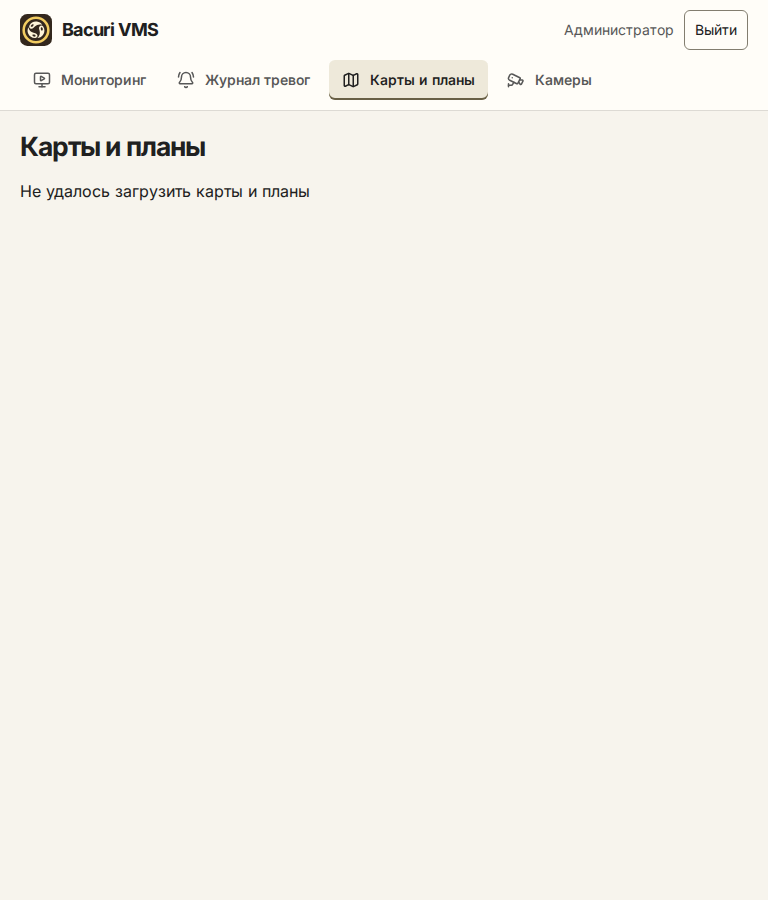 Bacuri VMS
Администратор
Выйти
Мониторинг
Журнал тревог
Карты и планы
Камеры
Карты и планы
Не удалось загрузить карты и планы